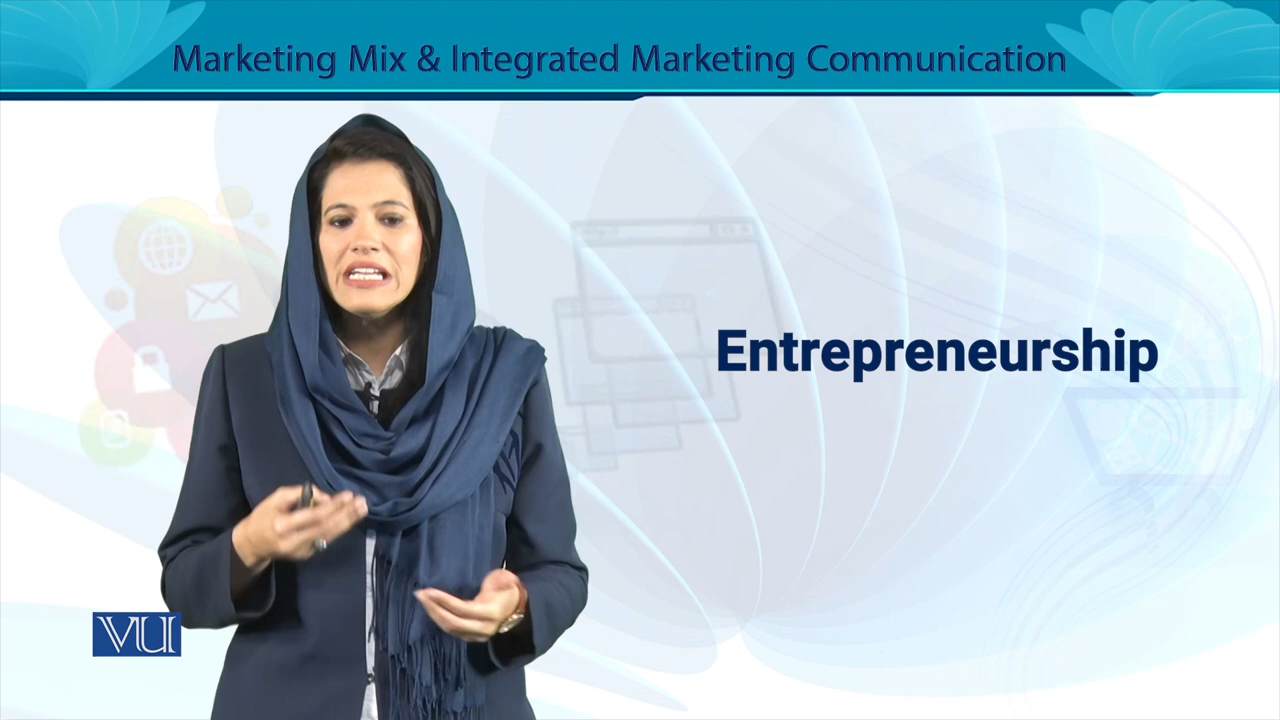 Marketing Mix & Integrated Marketing Communication
Entrepreneurship
VU